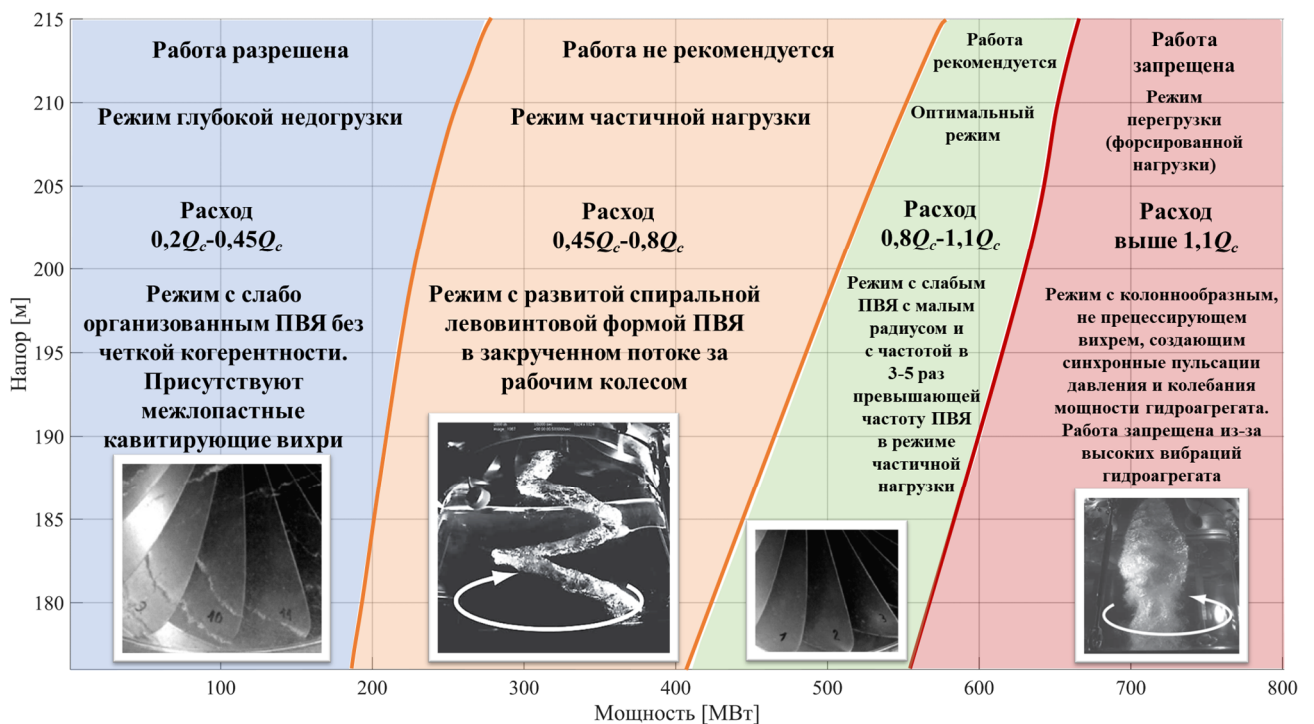 Работа разрешена
Режим глубокой недогрузки
Расход
0,2Qc-0,45Qc
Режим с слабо
организованным ПВЯ без
четкой когерентности.
Присутствуют
межлопастные
кавитирующие вихри
9
10
11
Работа не рекомендуется
Режим частичной нагрузки
Расход
0,45Qc-0,8Qc
Режим с развитой спиральной
левовинтовой формой ПВЯ
в закрученном потоке за
рабочим колесом
Работа
рекомендуется
Оптимальный
режим
Расход
0,8Qc-1,1Qc
Режим с слабым
ПВЯ с малым
радиусом и
с частотой в
3-5 раз
превышающей
частоту ПВЯ
в режиме
частичной
нагрузки
1
2
3
Работа
запрещена
Режим
перегрузки
(форсированной
нагрузки)
Расход
выше 1,1Qc
Режим с колоннообразным,
не прецессирующем
вихрем, создающим
синхронные пульсации
давления и колебания
мощности гидроагрегата.
Работа запрещена из-за
высоких вибраций
гидроагрегата
215
210
205
200
195
190
185
180
Напор [м]
100 200 300 400 500 600 700 800
Мощность [МВт]